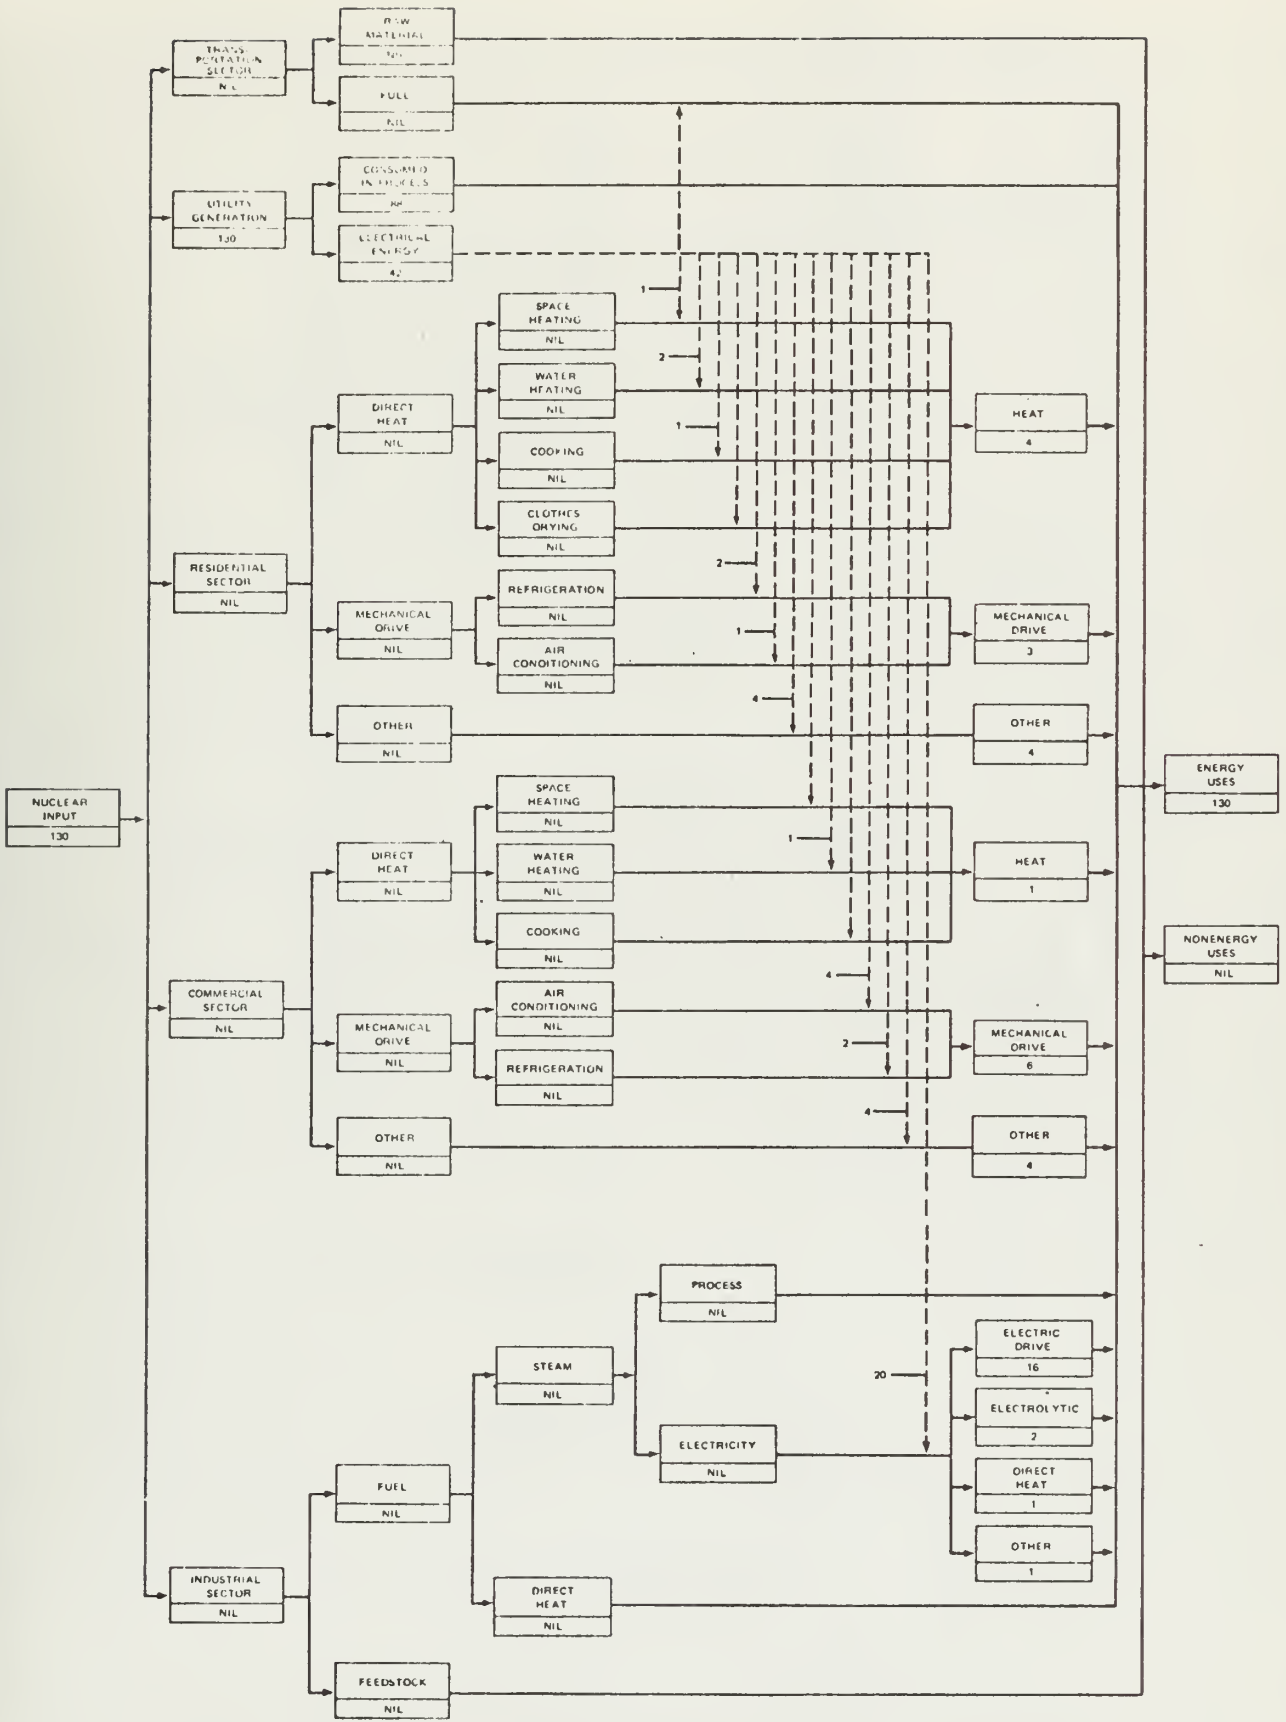 RAW
MATERIAL
NIL
TRANS-
PORTATION
SECTOR
NIL
FUEL
NIL
CONSUMED
IN PROCESS
88
UTILITY
GENERATION
130
ELECTRICAL
ENERGY
42
1
SPACE
HEATING
NIL
2
WATER
HEATING
NIL
DIRECT
HEAT
NIL
HEAT
4
1
COOKING
NIL
CLOTHES
DRYING
NIL
RESIDENTIAL
SECTOR
NIL
2
REFRIGERATION
NIL
MECHANICAL
DRIVE
NIL
1
MECHANICAL
DRIVE
3
AIR
CONDITIONING
NIL
4
OTHER
NIL
OTHER
4
NUCLEAR
INPUT
130
ENERGY
USES
130
SPACE
HEATING
NIL
1
DIRECT
HEAT
NIL
WATER
HEATING
NIL
HEAT
1
COOKING
NIL
NONENERGY
USES
NIL
4
COMMERCIAL
SECTOR
NIL
AIR
CONDITIONING
NIL
MECHANICAL
DRIVE
NIL
2
MECHANICAL
DRIVE
6
REFRIGERATION
NIL
4
OTHER
NIL
OTHER
4
PROCESS
NIL
ELECTRIC
DRIVE
16
STEAM
NIL
20
ELECTROLYTIC
2
ELECTRICITY
NIL
FUEL
NIL
DIRECT
HEAT
1
OTHER
1
INDUSTRIAL
SECTOR
NIL
DIRECT
HEAT
NIL
FEEDSTOCK
NIL